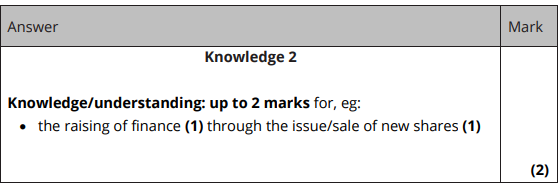 Answer Mark
Knowledge 2
Knowledge/understanding: up to 2 marks for, eg:
• the raising of finance (1) through the issue/sale of new shares (1)
(2)